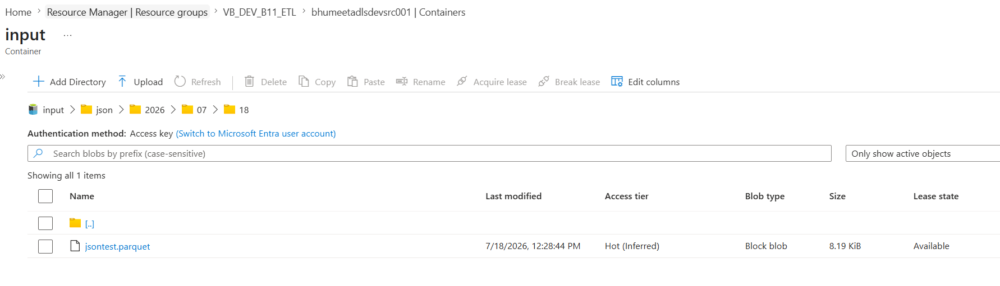 Home > Resource Manager | Resource groups > VB_DEV_B11_ETL > bhumeetadlsdevsrc001 | Containers
input ...
Container
» Add Directory Upload Refresh Delete Copy Paste Rename Acquire lease Break lease Edit columns
input > json > 2026 > 07 > 18
Authentication method: Access key (Switch to Microsoft Entra user account)
Search blobs by prefix (case-sensitive) Only show active objects
Showing all 1 items
Name Last modified Access tier Blob type Size Lease state
[..]
jsontest.parquet 7/18/2026, 12:28:44 PM Hot (Inferred) Block blob 8.19 KiB Available